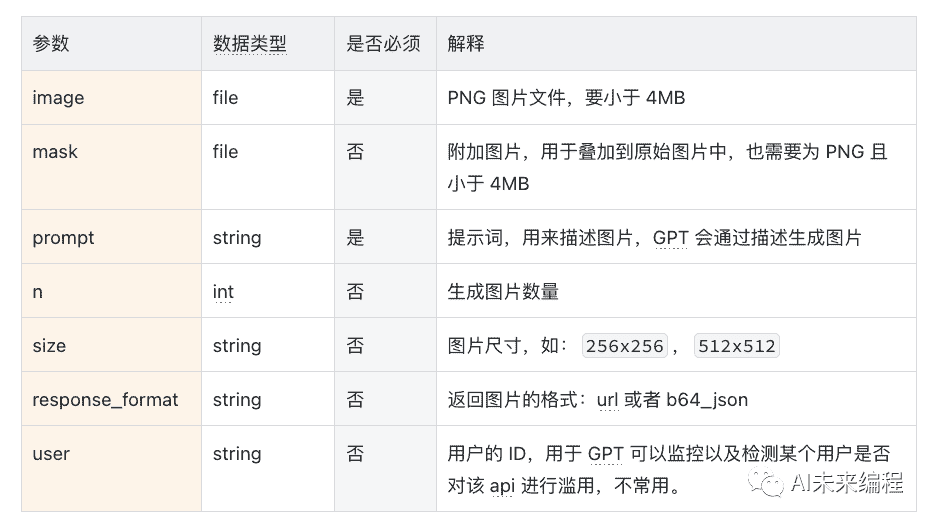 参数 数据类型 是否必须 解释
image file 是 PNG 图片文件，要小于 4MB
mask file 否 附加图片，用于叠加到原始图片中，也需要为 PNG 且
小于 4MB
prompt string 是 提示词，用来描述图片，GPT 会通过描述生成图片
n int 否 生成图片数量
size string 否 图片尺寸，如： 256x256 ， 512x512
response_format string 否 返回图片的格式：url 或者 b64_json
user string 否 用户的 ID，用于 GPT 可以监控以及检测某个用户是否
对该 api 进行滥用，不常用。
AI未来编程